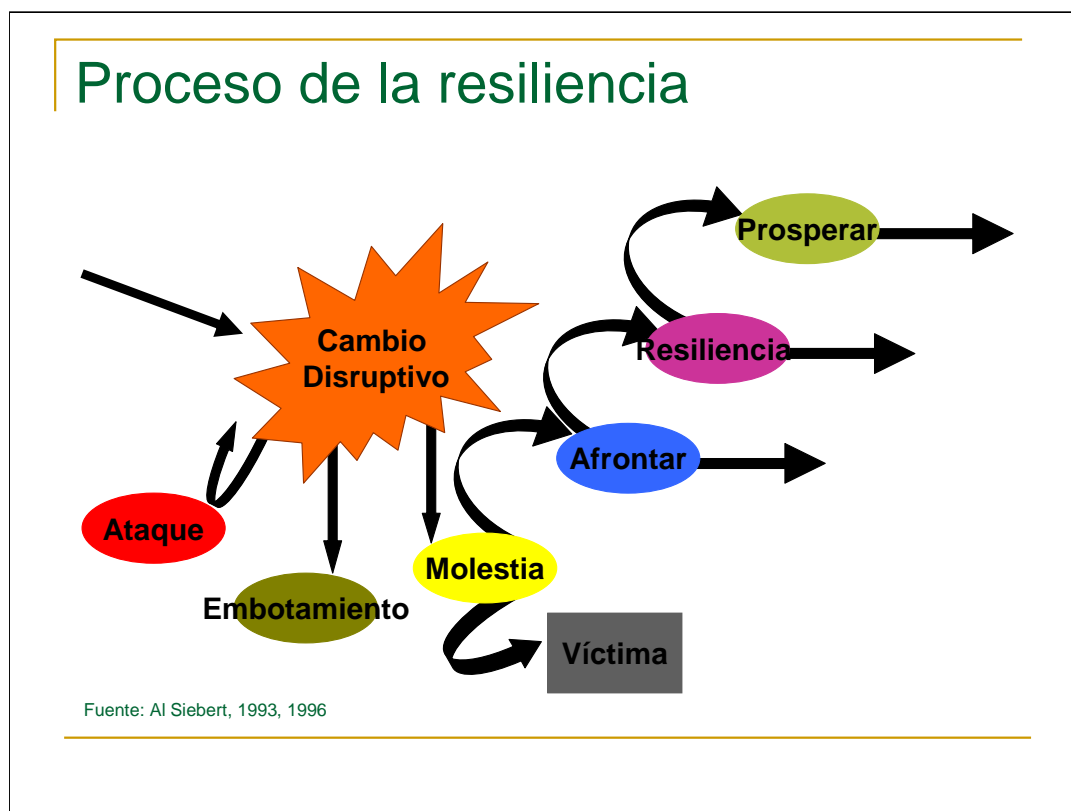 Proceso de la resiliencia
Prosperar
Cambio
Disruptivo
Resiliencia
Afrontar
Ataque
Molestia
Embotamiento
Víctima
Fuente: Al Siebert, 1993, 1996